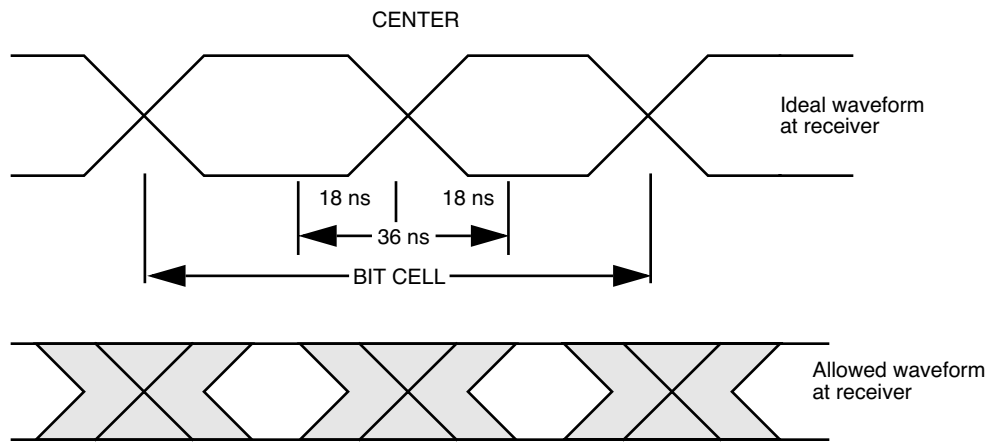 CENTER
Ideal waveform
at receiver
18 ns
18 ns
36 ns
BIT CELL
Allowed waveform
at receiver